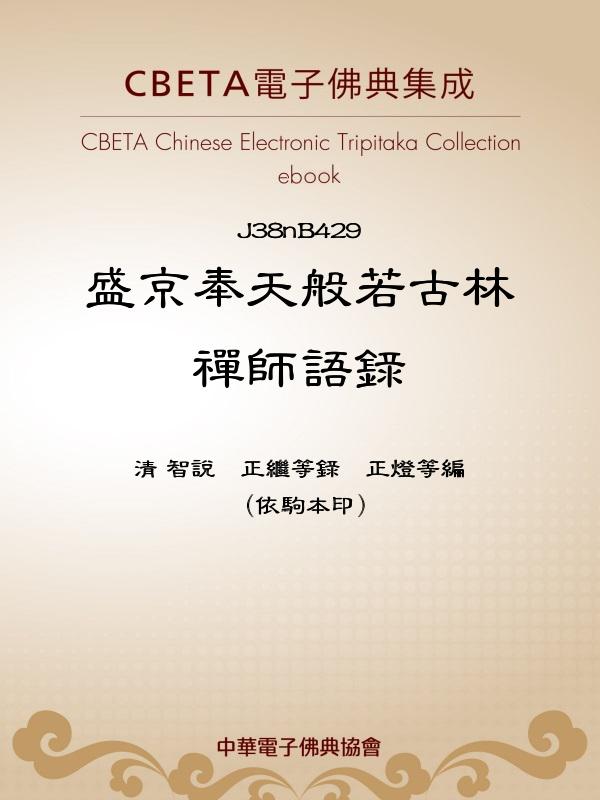 CBETA電子佛典集成
CBETA Chinese Electronic Tripitaka Collection
ebook
J38nB429
盛京奉天般若古林
禪師語錄
清 智說　正繼等錄　正燈等編
（依駒本印）
中華電子佛典協會